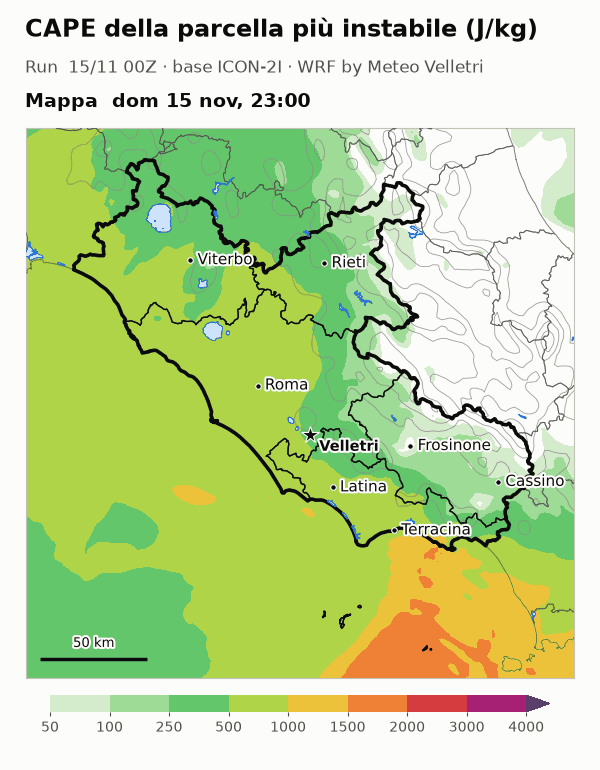 CAPE della parcella più instabile (J/kg)
Run  15/11 00Z · base ICON-2I · WRF by Meteo Velletri
Mappa  dom 15 nov, 23:00
Viterbo
Rieti
Roma
Velletri
Frosinone
Cassino
Latina
Terracina
50 km
50 100 250 500 1000 1500 2000 3000 4000